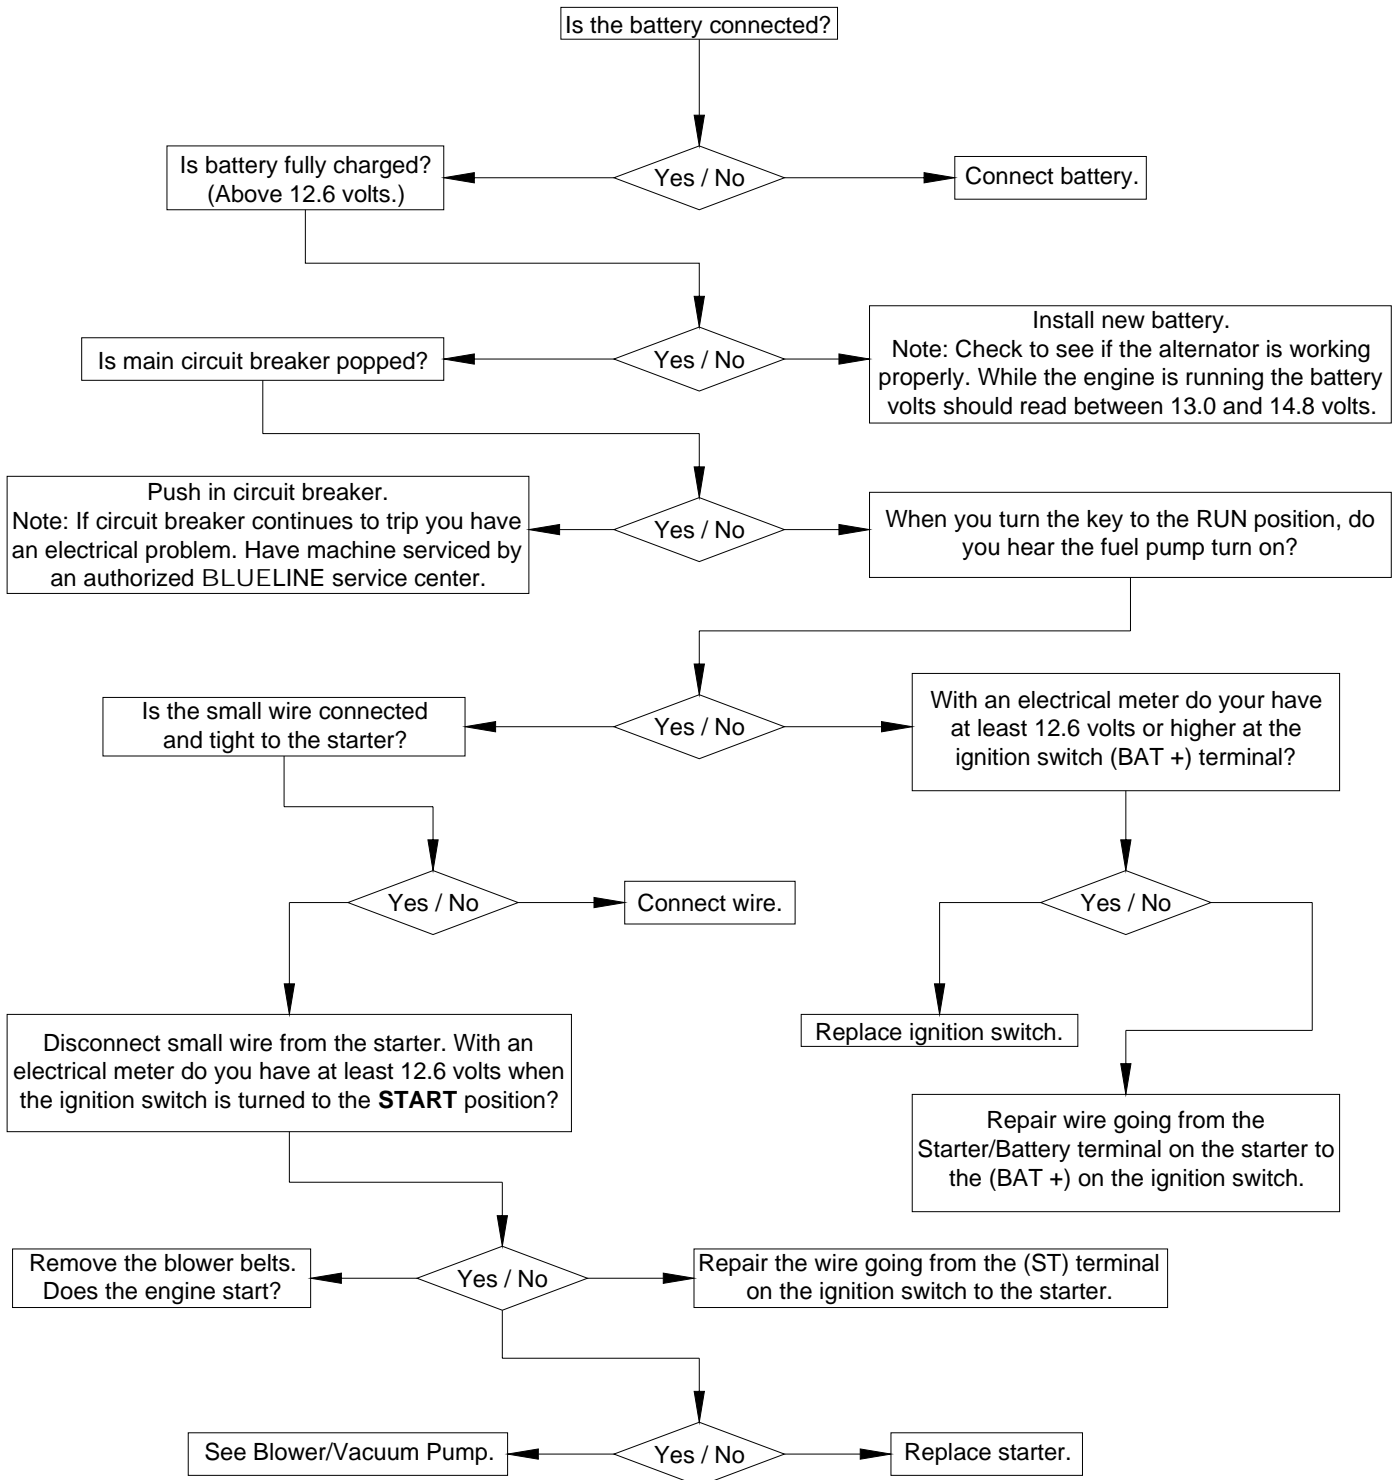 Is the battery connected?
Is battery fully charged?
(Above 12.6 volts.)
Yes / No
Connect battery.
Is main circuit breaker popped?
Yes / No
Install new battery.
Note: Check to see if the alternator is working
properly. While the engine is running the battery
volts should read between 13.0 and 14.8 volts.
Push in circuit breaker.
Note: If circuit breaker continues to trip you have
an electrical problem. Have machine serviced by
an authorized BLUELINE service center.
Yes / No
When you turn the key to the RUN position, do
you hear the fuel pump turn on?
Is the small wire connected
and tight to the starter?
Yes / No
With an electrical meter do your have
at least 12.6 volts or higher at the
ignition switch (BAT +) terminal?
Yes / No
Connect wire.
Yes / No
Replace ignition switch.
Disconnect small wire from the starter. With an
electrical meter do you have at least 12.6 volts when
the ignition switch is turned to the START position?
Repair wire going from the
Starter/Battery terminal on the starter to
the (BAT +) on the ignition switch.
Remove the blower belts.
Does the engine start?
Yes / No
Repair the wire going from the (ST) terminal
on the ignition switch to the starter.
See Blower/Vacuum Pump.
Yes / No
Replace starter.